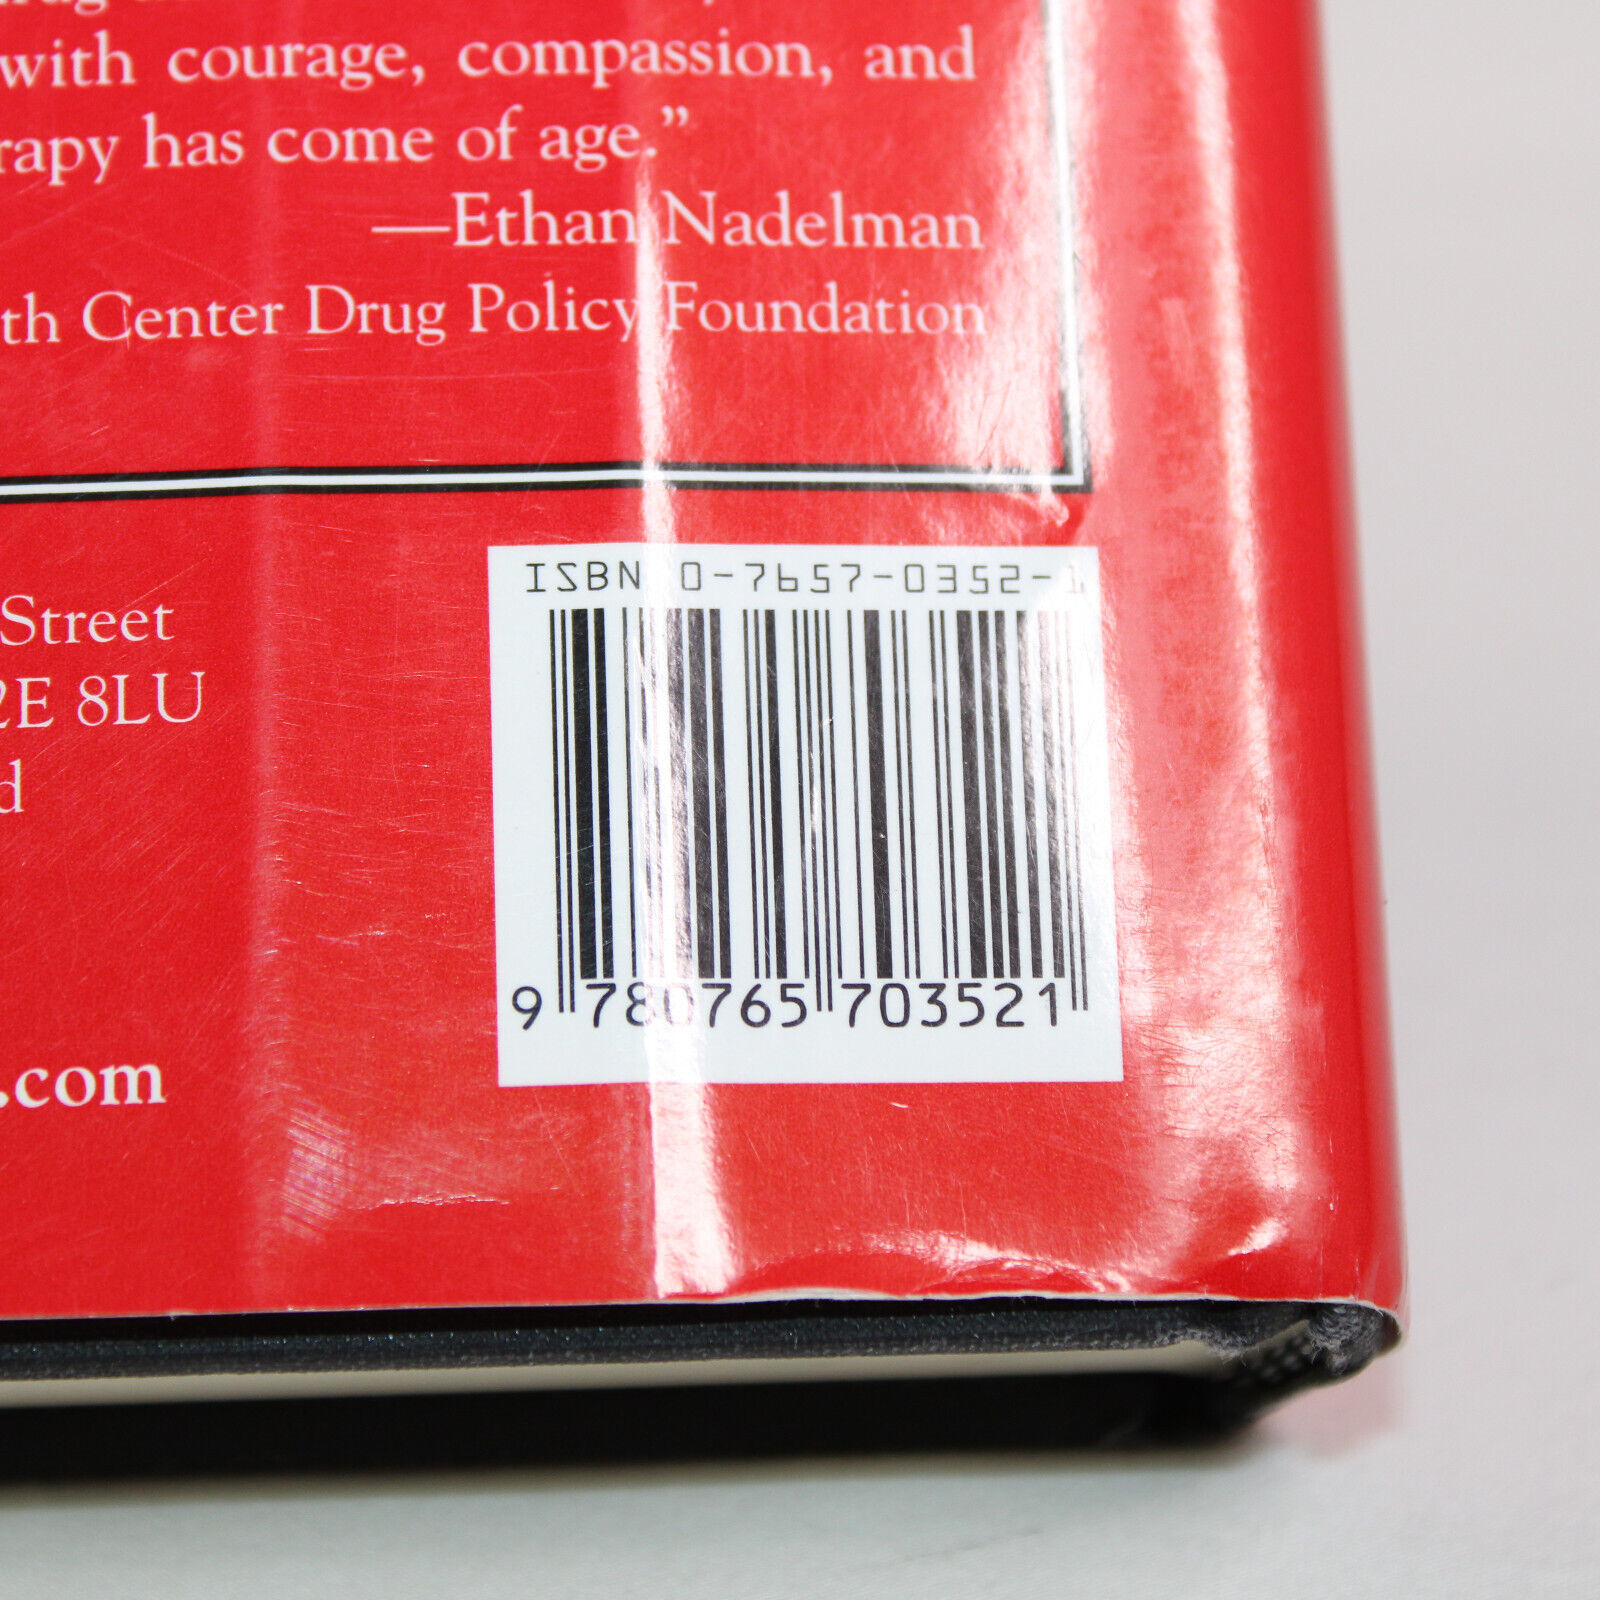 with courage, compassion, and
rapy has come of age.”
—Ethan Nadelman
th Center Drug Policy Foundation
Street
2E 8LU
d
.com
ISBN 0-7657-0352-1
9 780765 703521